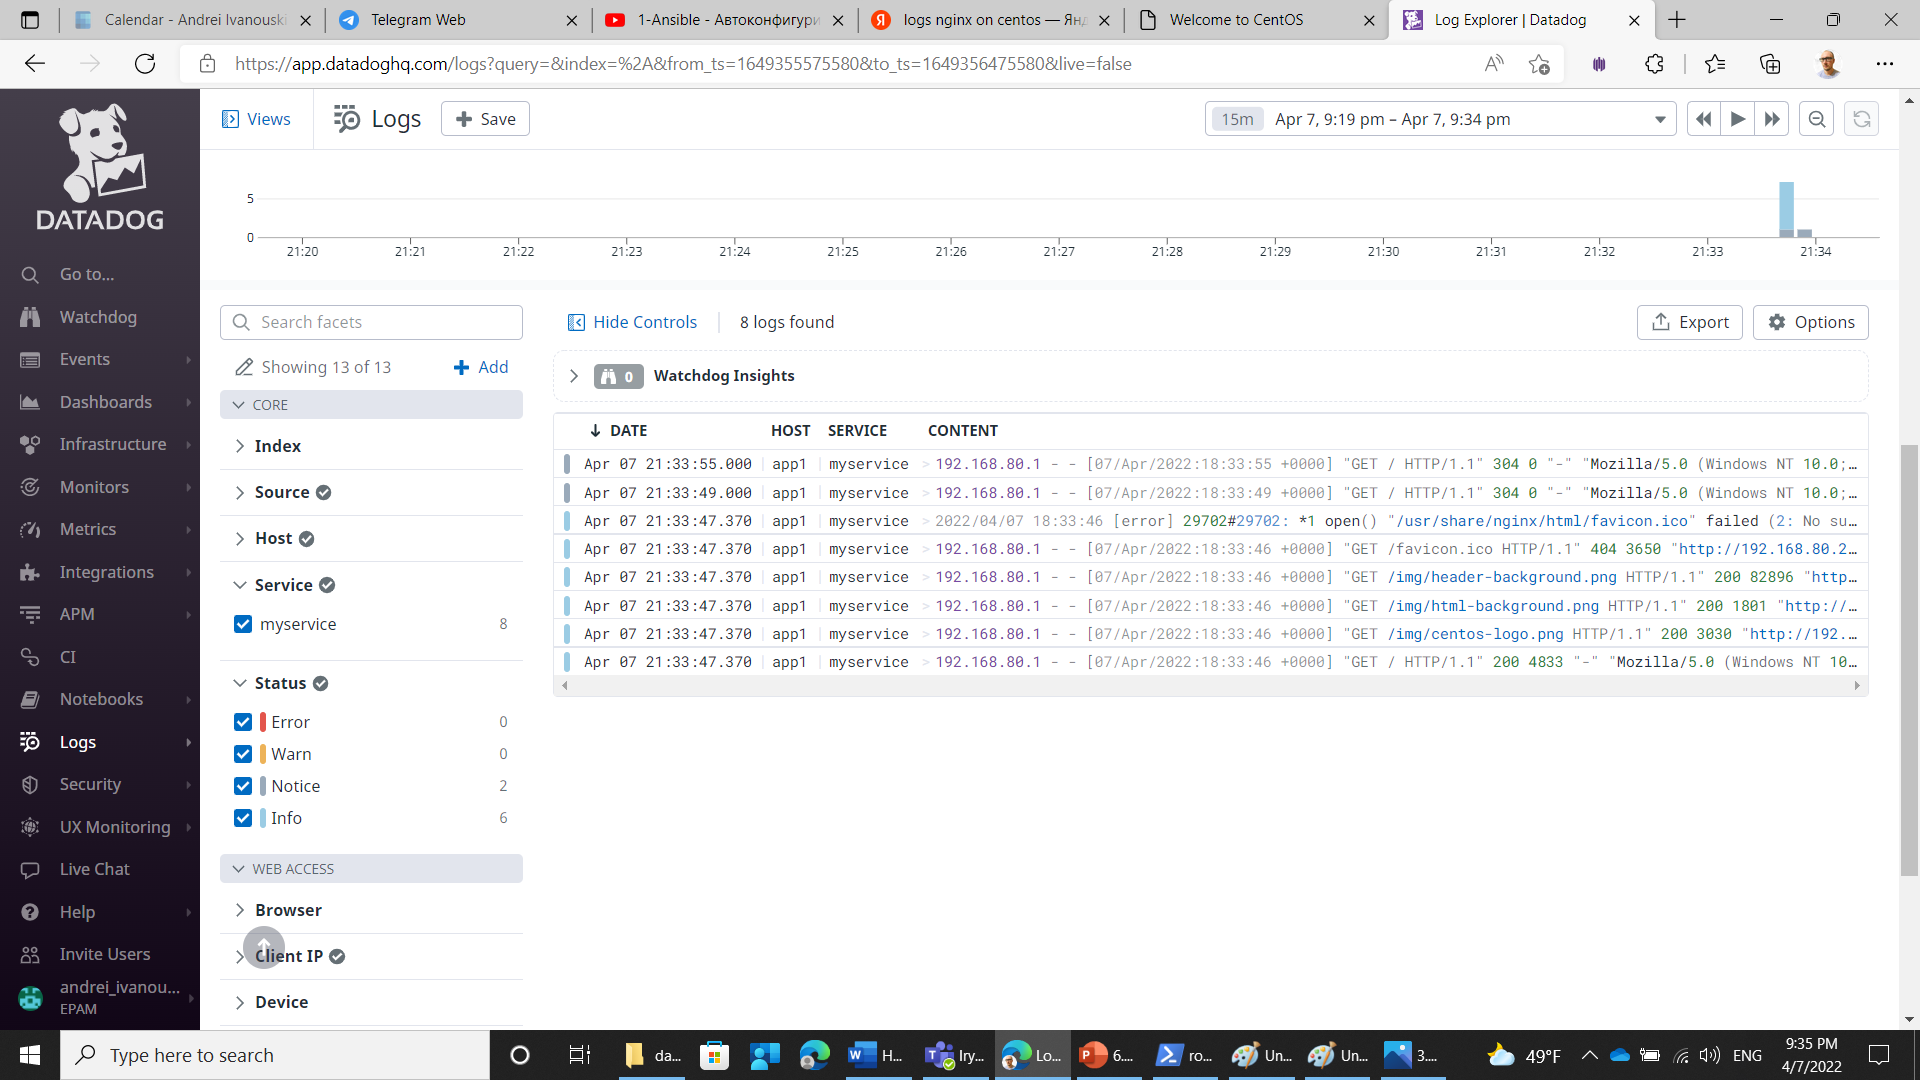 Calendar - Andrei Ivanouski
Telegram Web
1-Ansible - Автоконфигури
logs nginx on centos — Янд
Welcome to CentOS
Log Explorer | Datadog
https://app.datadoghq.com/logs?query=&index=%2A&from_ts=1649355575580&to_ts=1649356475580&live=false
DATADOG
Go to...
Watchdog
Events
Dashboards
Infrastructure
Monitors
Metrics
Integrations
APM
CI
Notebooks
Logs
Security
UX Monitoring
Live Chat
Help
Invite Users
andrei_ivanou...
EPAM
Views
Logs
Save
15m Apr 7, 9:19 pm – Apr 7, 9:34 pm
5
0
21:20 21:21 21:22 21:23 21:24 21:25 21:26 21:27 21:28 21:29 21:30 21:31 21:32 21:33 21:34
Search facets
Showing 13 of 13
Add
CORE
Index
Source
Host
Service
myservice 8
Status
Error 0
Warn 0
Notice 2
Info 6
WEB ACCESS
Browser
Client IP
Device
Hide Controls
8 logs found
Export
Options
0 Watchdog Insights
DATE HOST SERVICE CONTENT
Apr 07 21:33:55.000 app1 myservice > 192.168.80.1 - - [07/Apr/2022:18:33:55 +0000] "GET / HTTP/1.1" 304 0 "-" "Mozilla/5.0 (Windows NT 10.0;…
Apr 07 21:33:49.000 app1 myservice > 192.168.80.1 - - [07/Apr/2022:18:33:49 +0000] "GET / HTTP/1.1" 304 0 "-" "Mozilla/5.0 (Windows NT 10.0;…
Apr 07 21:33:47.370 app1 myservice > 2022/04/07 18:33:46 [error] 29702#29702: *1 open() "/usr/share/nginx/html/favicon.ico" failed (2: No su…
Apr 07 21:33:47.370 app1 myservice > 192.168.80.1 - - [07/Apr/2022:18:33:46 +0000] "GET /favicon.ico HTTP/1.1" 404 3650 "http://192.168.80.2…
Apr 07 21:33:47.370 app1 myservice > 192.168.80.1 - - [07/Apr/2022:18:33:46 +0000] "GET /img/header-background.png HTTP/1.1" 200 82896 "http…
Apr 07 21:33:47.370 app1 myservice > 192.168.80.1 - - [07/Apr/2022:18:33:46 +0000] "GET /img/html-background.png HTTP/1.1" 200 1801 "http://…
Apr 07 21:33:47.370 app1 myservice > 192.168.80.1 - - [07/Apr/2022:18:33:46 +0000] "GET /img/centos-logo.png HTTP/1.1" 200 3030 "http://192.…
Apr 07 21:33:47.370 app1 myservice > 192.168.80.1 - - [07/Apr/2022:18:33:46 +0000] "GET / HTTP/1.1" 200 4833 "-" "Mozilla/5.0 (Windows NT 10…
Type here to search
da...
H...
Iry...
Lo...
6....
ro...
Un...
Un...
3....
49°F
ENG
9:35 PM
4/7/2022